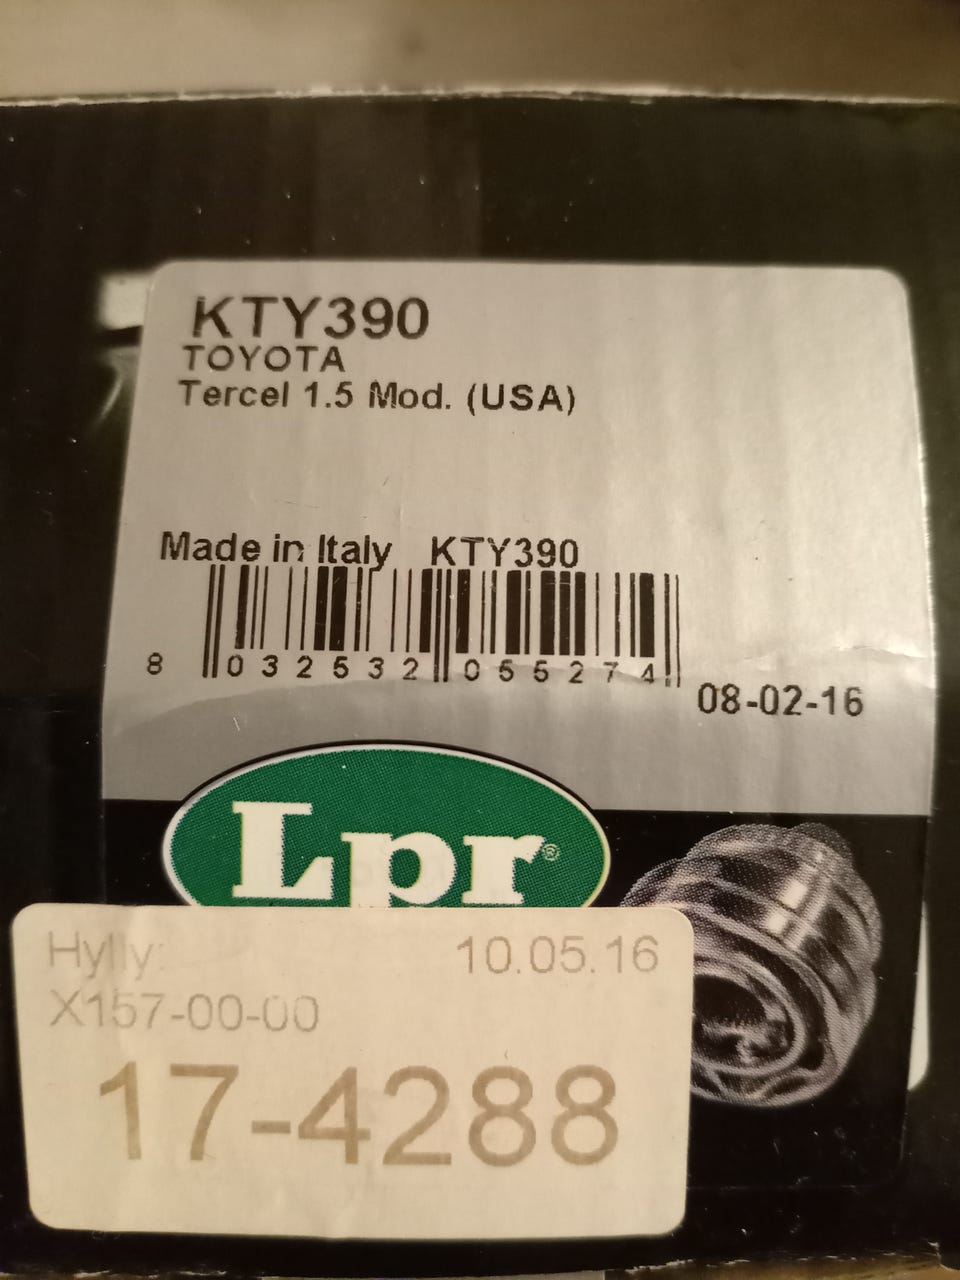 KTY390
TOYOTA
Tercel 1.5 Mod. (USA)
Made in Italy KTY390
8 032532 055274
08-02-16
Lpr®
Hylly: 10.05.16
X157-00-00
17-4288